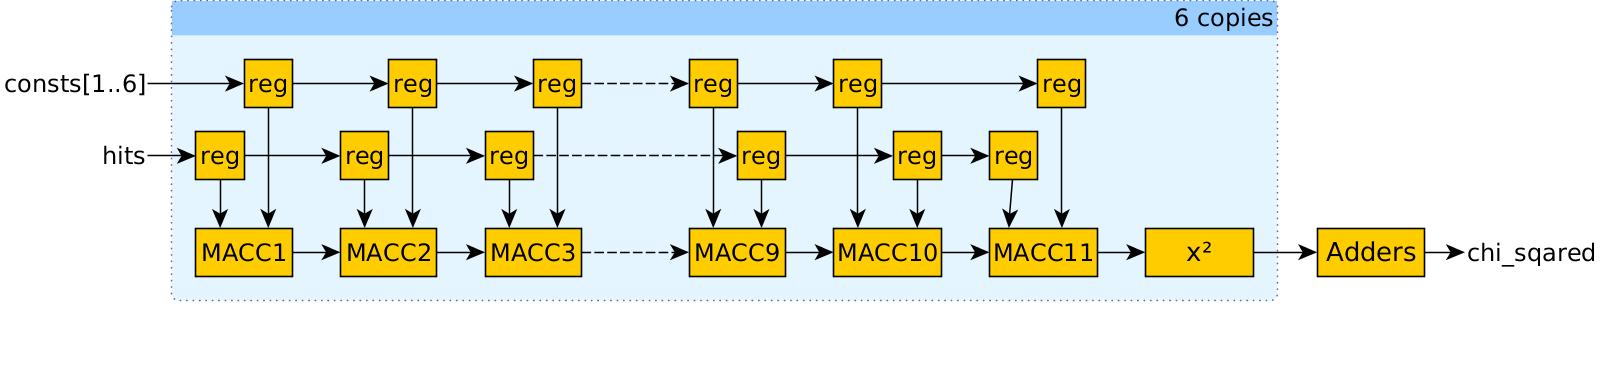 6 copies
consts[1..6] reg reg reg reg reg reg
hits reg reg reg reg reg reg
MACC1 MACC2 MACC3 MACC9 MACC10 MACC11 x² Adders chi_sqared